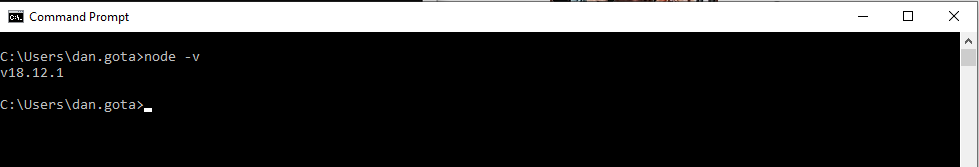 Command Prompt
C:\Users\dan.gota>node -v
v18.12.1
C:\Users\dan.gota>